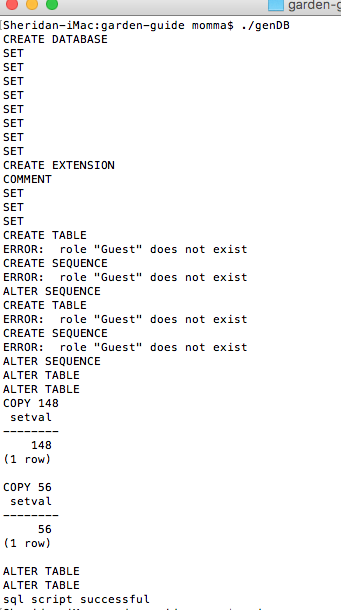 garden-g
Sheridan-iMac:garden-guide momma$ ./genDB
CREATE DATABASE
SET
SET
SET
SET
SET
SET
SET
SET
CREATE EXTENSION
COMMENT
SET
SET
SET
CREATE TABLE
ERROR:  role "Guest" does not exist
CREATE SEQUENCE
ERROR:  role "Guest" does not exist
ALTER SEQUENCE
CREATE TABLE
ERROR:  role "Guest" does not exist
CREATE SEQUENCE
ERROR:  role "Guest" does not exist
ALTER SEQUENCE
ALTER TABLE
ALTER TABLE
COPY 148
 setval
--------
    148
(1 row)

COPY 56
 setval
--------
     56
(1 row)

ALTER TABLE
ALTER TABLE
sql script successful